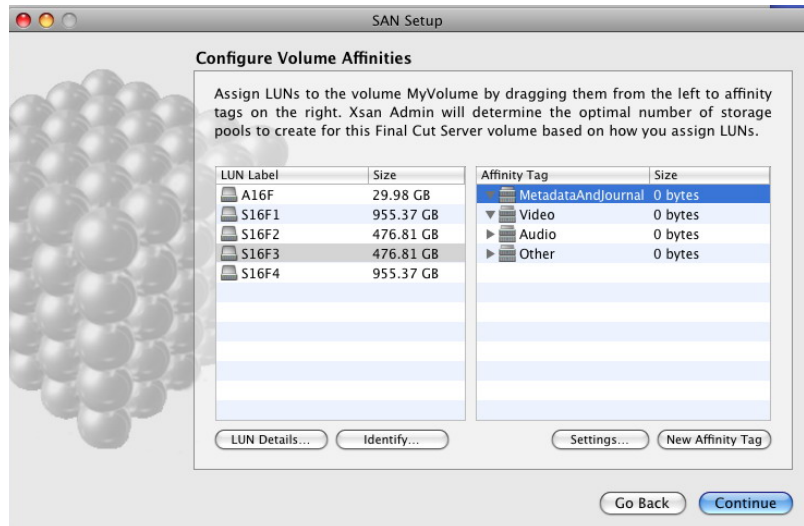 SAN Setup
Configure Volume Affinities
Assign LUNs to the volume MyVolume by dragging them from the left to affinity
tags on the right. Xsan Admin will determine the optimal number of storage
pools to create for this Final Cut Server volume based on how you assign LUNs.
LUN Label Size Affinity Tag Size
A16F 29.98 GB MetadataAndJournal 0 bytes
S16F1 955.37 GB Video 0 bytes
S16F2 476.81 GB Audio 0 bytes
S16F3 476.81 GB Other 0 bytes
S16F4 955.37 GB
LUN Details... Identify... Settings... New Affinity Tag
Go Back Continue